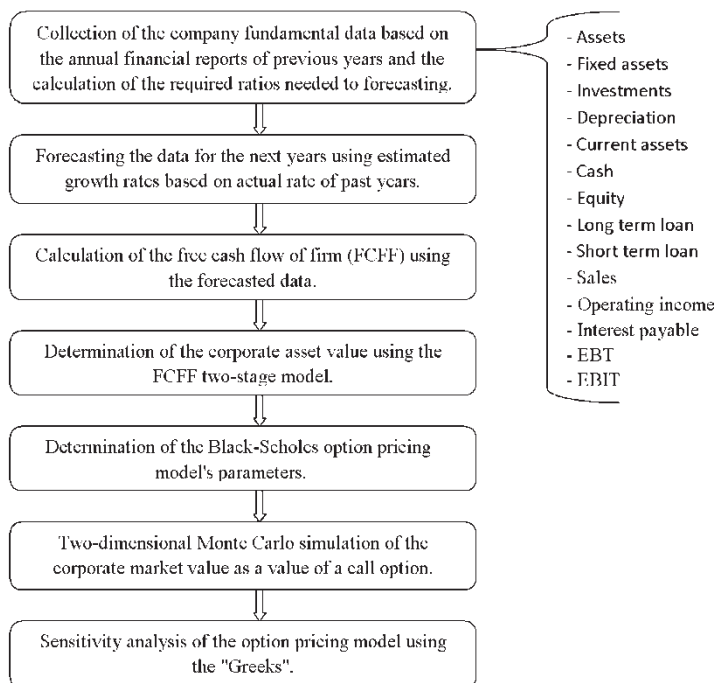 Collection of the company fundamental data based on
the annual financial reports of previous years and the
calculation of the required ratios needed to forecasting.
- Assets
- Fixed assets
- Investments
- Depreciation
- Current assets
- Cash
- Equity
- Long term loan
- Short term loan
- Sales
- Operating income
- Interest payable
- EBT
- EBIT
Forecasting the data for the next years using estimated
growth rates based on actual rate of past years.
Calculation of the free cash flow of firm (FCFF) using
the forecasted data.
Determination of the corporate asset value using the
FCFF two-stage model.
Determination of the Black-Scholes option pricing
model's parameters.
Two-dimensional Monte Carlo simulation of the
corporate market value as a value of a call option.
Sensitivity analysis of the option pricing model using
the "Greeks".